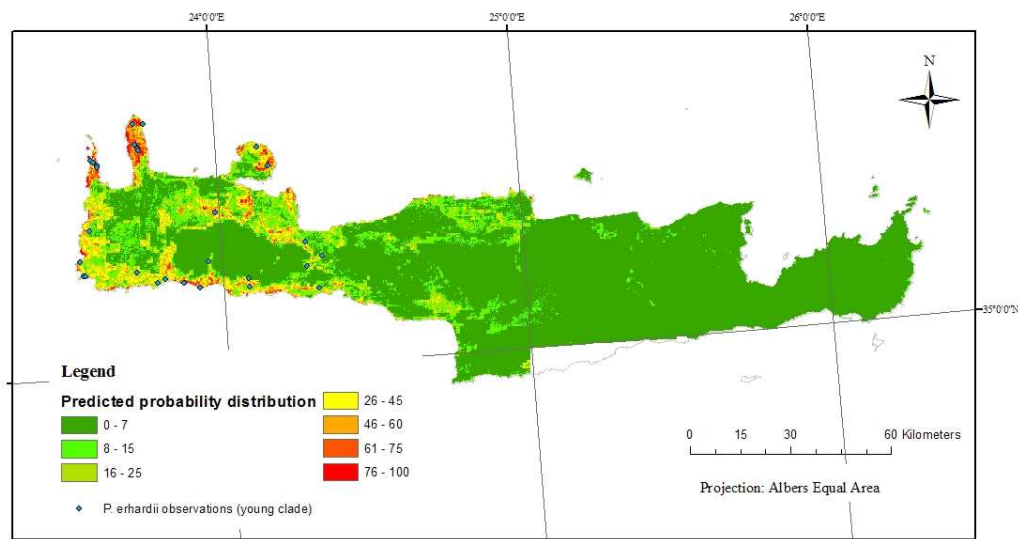 24°0'0"E 25°0'0"E 26°0'0"E
N
35°0'0"N
Legend
Predicted probability distribution
0 - 7
8 - 15
16 - 25
26 - 45
46 - 60
61 - 75
76 - 100
P. erhardii observations (young clade)
0 15 30 60 Kilometers
Projection: Albers Equal Area